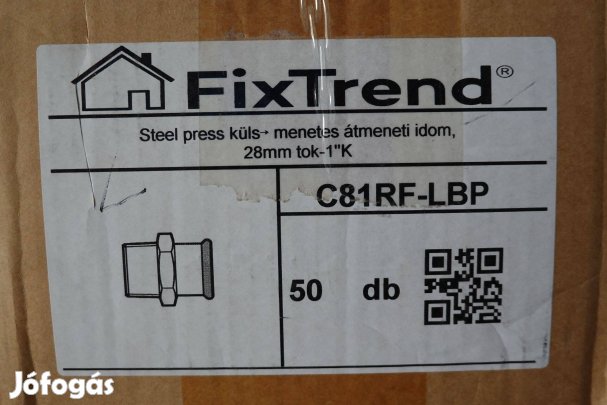 FixTrend®
Steel press küls→ menetes átmeneti idom,
28mm tok-1"K
C81RF-LBP
50 db
Jófogás